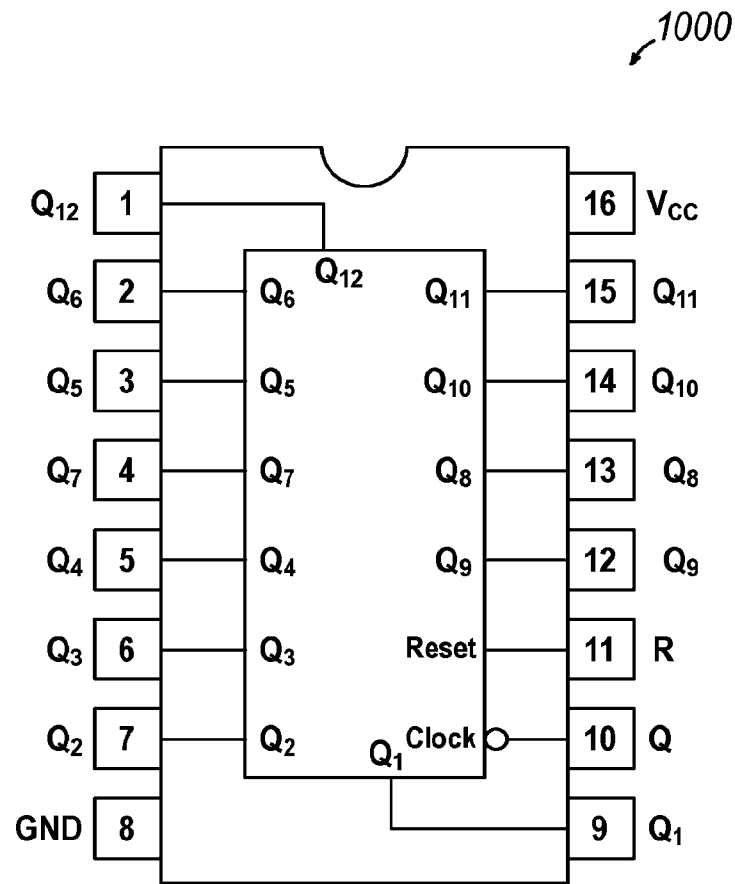 1000
Q12 1 16 VCC
Q12
Q6 2 Q6 Q11 15 Q11
Q5 3 Q5 Q10 14 Q10
Q7 4 Q7 Q8 13 Q8
Q4 5 Q4 Q9 12 Q9
Q3 6 Q3 Reset 11 R
Q2 7 Q2 Clock 10 Q
Q1
GND 8 9 Q1